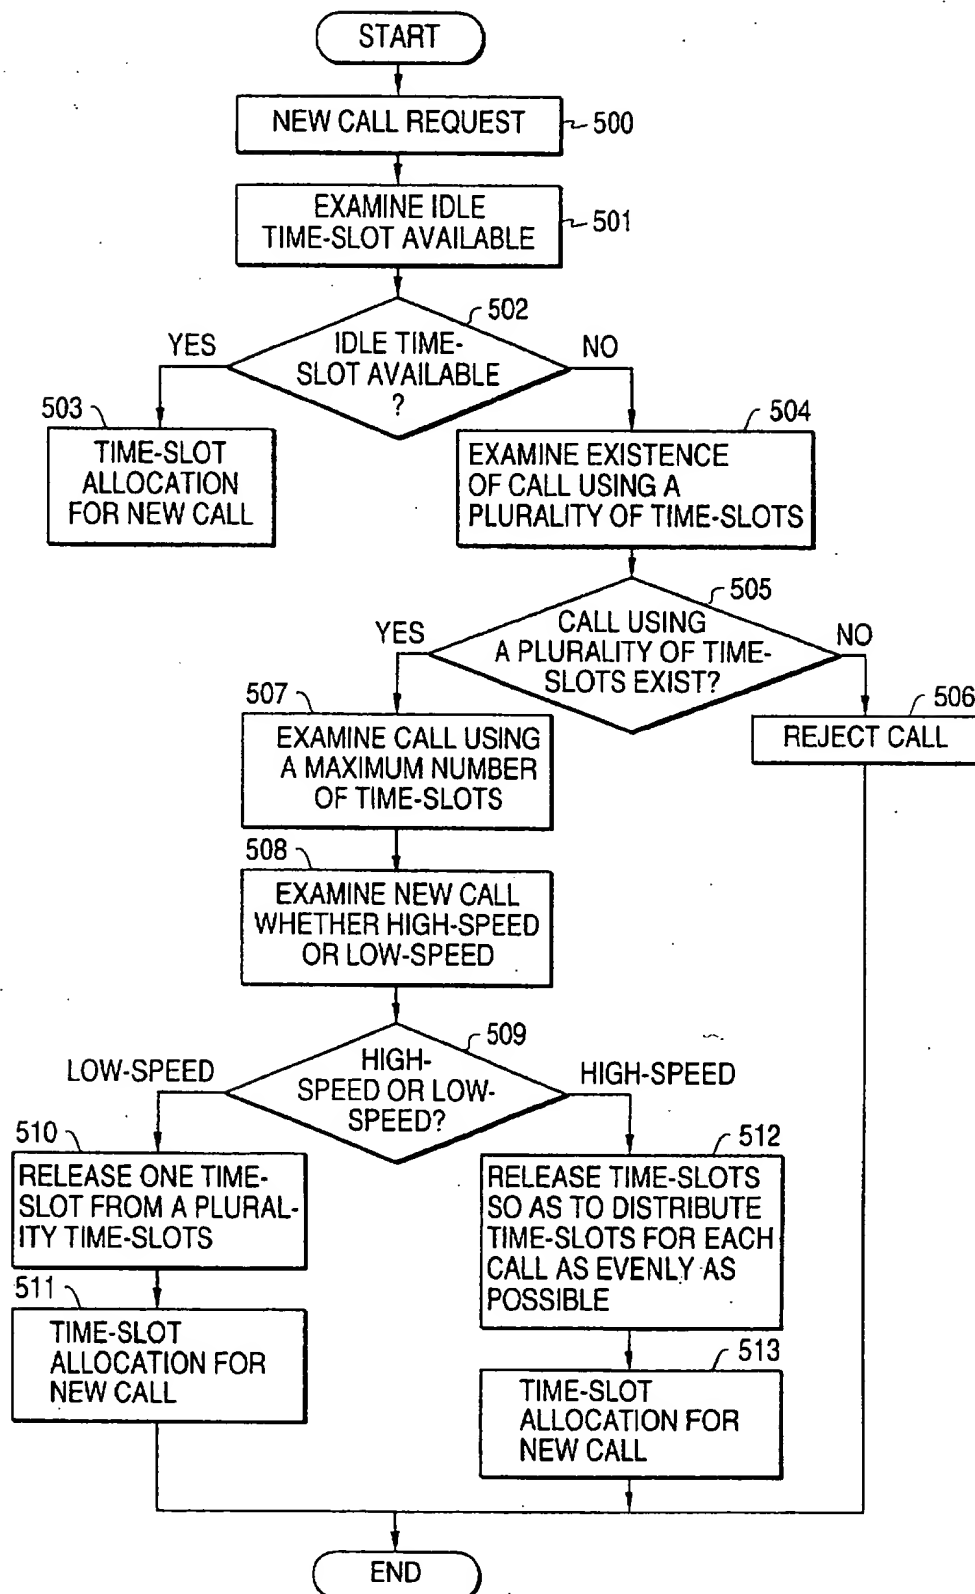 START
NEW CALL REQUEST
500
EXAMINE IDLE
TIME-SLOT AVAILABLE
501
502
IDLE TIME-
SLOT AVAILABLE
?
YES
NO
503
TIME-SLOT
ALLOCATION
FOR NEW CALL
504
EXAMINE EXISTENCE
OF CALL USING A
PLURALITY OF TIME-SLOTS
505
CALL USING
A PLURALITY OF TIME-
SLOTS EXIST?
YES
NO
506
REJECT CALL
507
EXAMINE CALL USING
A MAXIMUM NUMBER
OF TIME-SLOTS
508
EXAMINE NEW CALL
WHETHER HIGH-SPEED
OR LOW-SPEED
509
HIGH-
SPEED OR LOW-
SPEED?
LOW-SPEED
HIGH-SPEED
510
RELEASE ONE TIME-
SLOT FROM A PLURAL-
ITY TIME-SLOTS
511
TIME-SLOT
ALLOCATION FOR
NEW CALL
512
RELEASE TIME-SLOTS
SO AS TO DISTRIBUTE
TIME-SLOTS FOR EACH
CALL AS EVENLY AS
POSSIBLE
513
TIME-SLOT
ALLOCATION FOR
NEW CALL
END